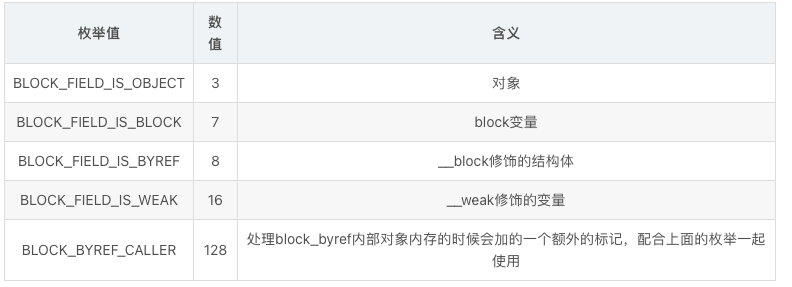 枚举值
数
值
含义
BLOCK_FIELD_IS_OBJECT 3 对象
BLOCK_FIELD_IS_BLOCK 7 block变量
BLOCK_FIELD_IS_BYREF 8 __block修饰的结构体
BLOCK_FIELD_IS_WEAK 16 __weak修饰的变量
BLOCK_BYREF_CALLER 128 处理block_byref内部对象内存的时候会加的一个额外的标记，配合上面的枚举一起
使用